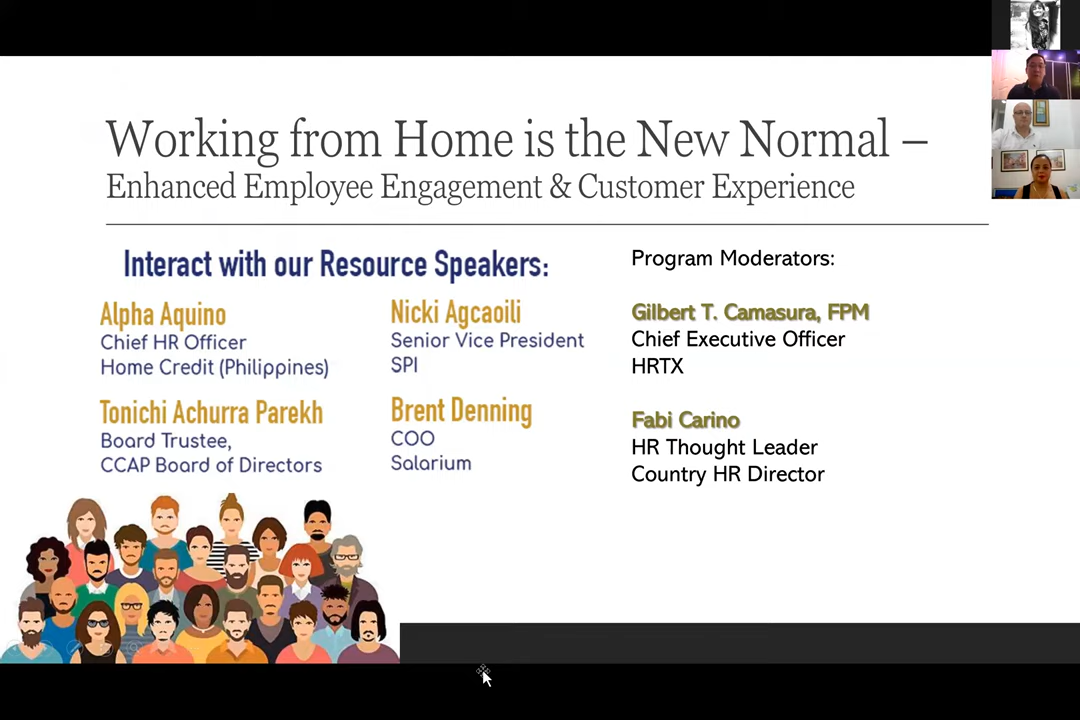 Working from Home is the New Normal –
Enhanced Employee Engagement & Customer Experience
Interact with our Resource Speakers:
Alpha Aquino
Chief HR Officer
Home Credit (Philippines)
Tonichi Achurra Parekh
Board Trustee,
CCAP Board of Directors
Nicki Agcaoili
Senior Vice President
SPI
Brent Denning
COO
Salarium
Program Moderators:
Gilbert T. Camasura, FPM
Chief Executive Officer
HRTX
Fabi Carino
HR Thought Leader
Country HR Director